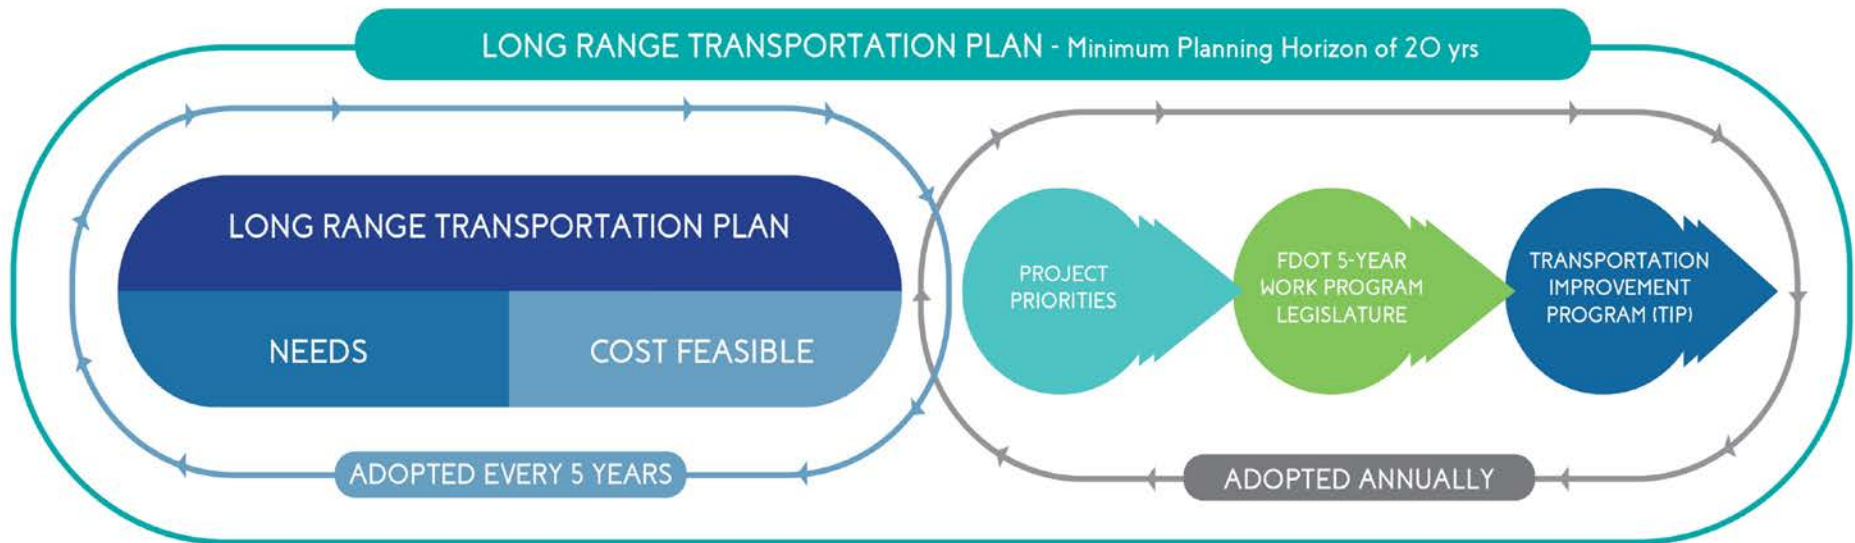 LONG RANGE TRANSPORTATION PLAN - Minimum Planning Horizon of 20 yrs
LONG RANGE TRANSPORTATION PLAN
NEEDS
COST FEASIBLE
ADOPTED EVERY 5 YEARS
PROJECT
PRIORITIES
FDOT 5-YEAR
WORK PROGRAM
LEGISLATURE
TRANSPORTATION
IMPROVEMENT
PROGRAM (TIP)
ADOPTED ANNUALLY